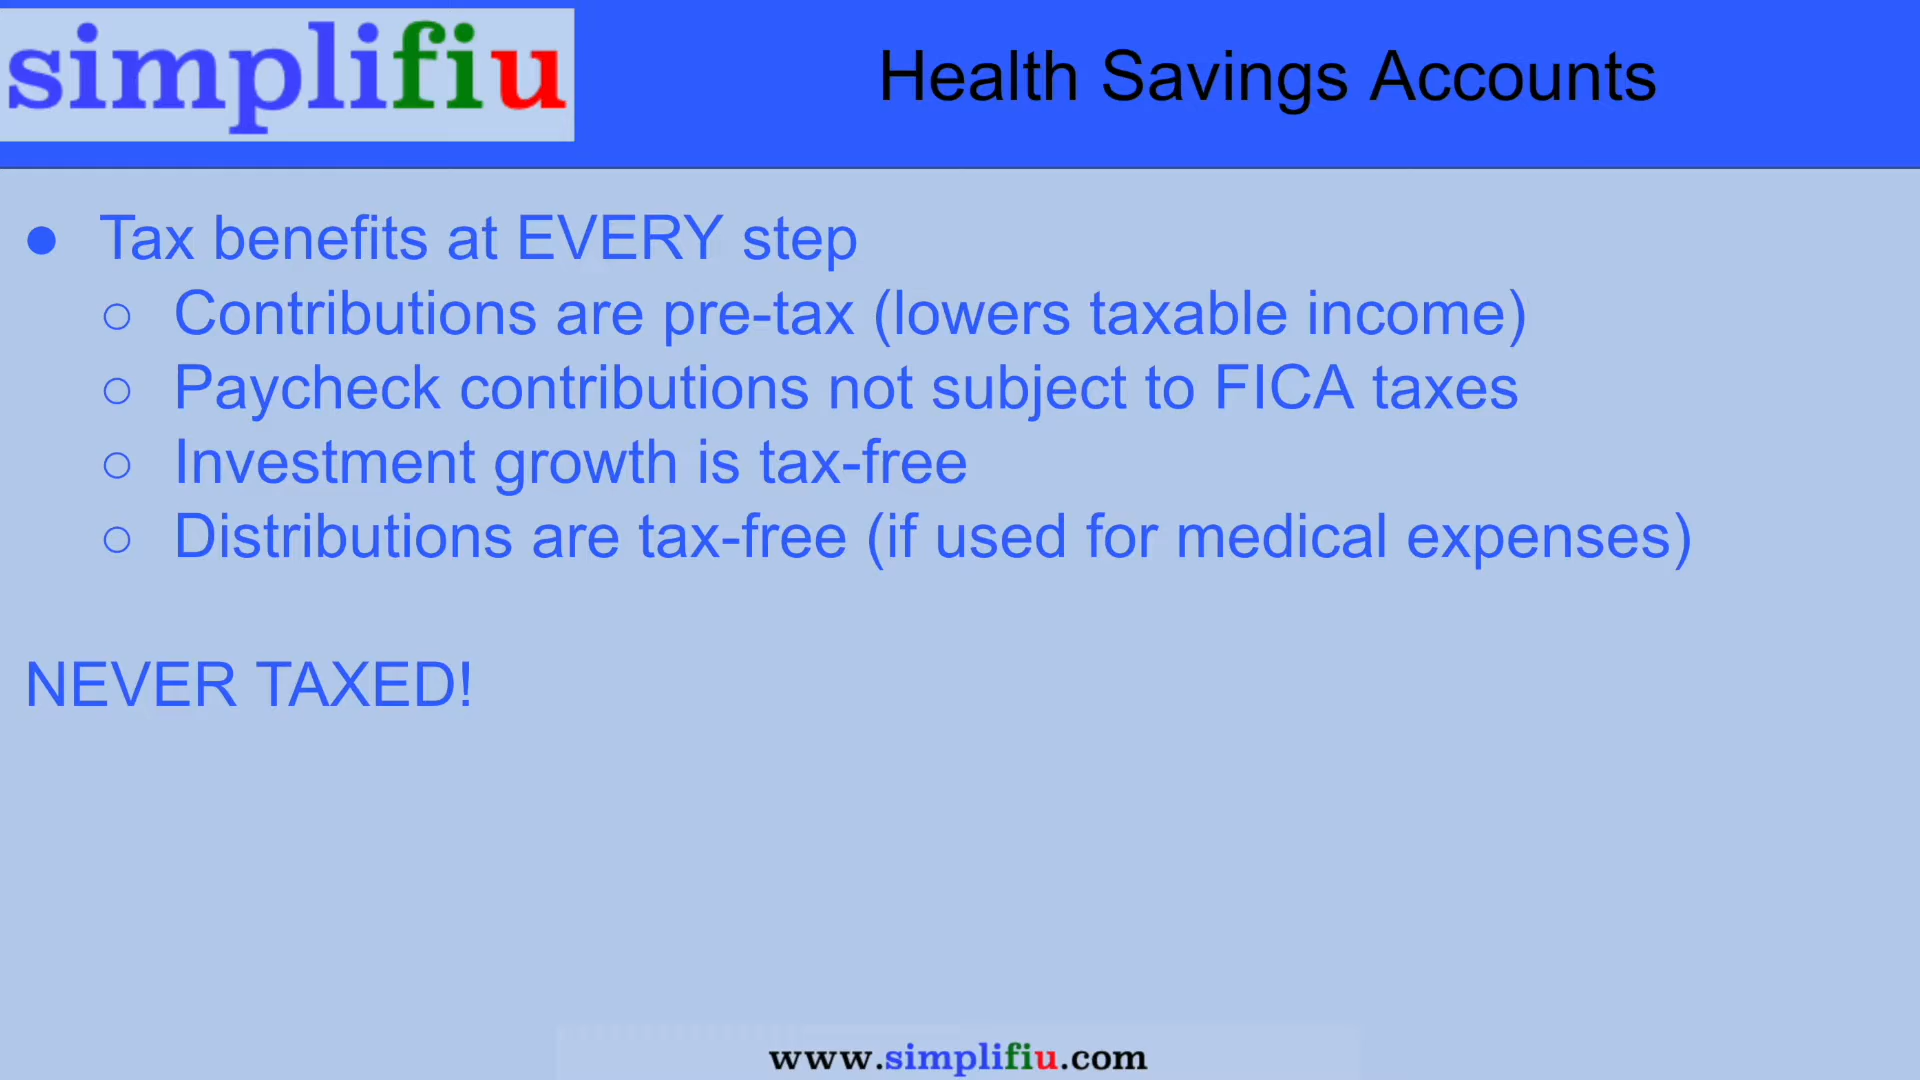 simplifiu
Health Savings Accounts
● Tax benefits at EVERY step
○ Contributions are pre-tax (lowers taxable income)
○ Paycheck contributions not subject to FICA taxes
○ Investment growth is tax-free
○ Distributions are tax-free (if used for medical expenses)
NEVER TAXED!
www.simplifiu.com